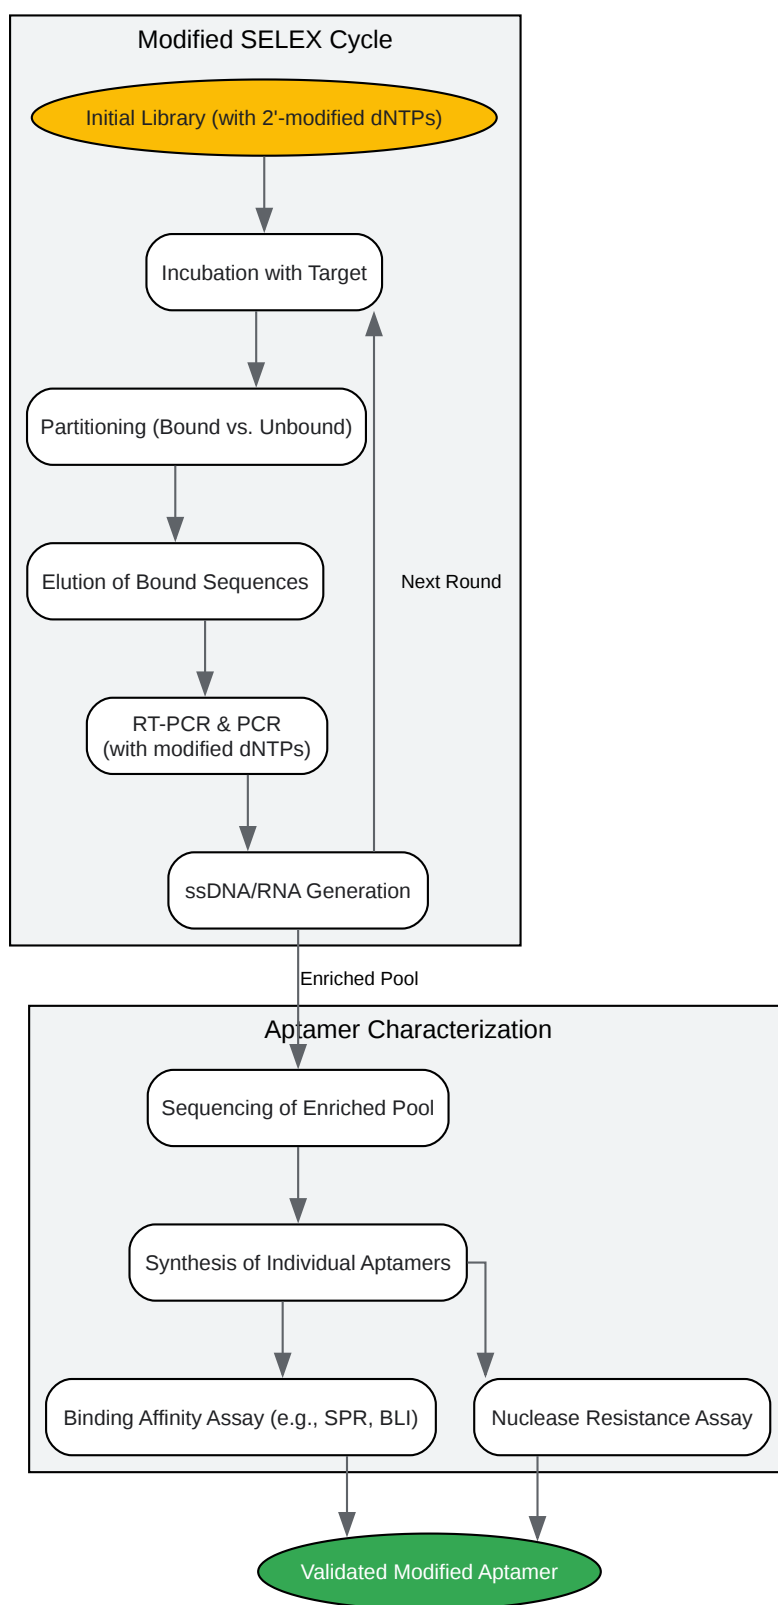 Modified SELEX Cycle
Initial Library (with 2'-modified dNTPs)
Incubation with Target
Partitioning (Bound vs. Unbound)
Elution of Bound Sequences
Next Round
RT-PCR & PCR
(with modified dNTPs)
ssDNA/RNA Generation
Enriched Pool
Aptamer Characterization
Sequencing of Enriched Pool
Synthesis of Individual Aptamers
Binding Affinity Assay (e.g., SPR, BLI)
Nuclease Resistance Assay
Validated Modified Aptamer